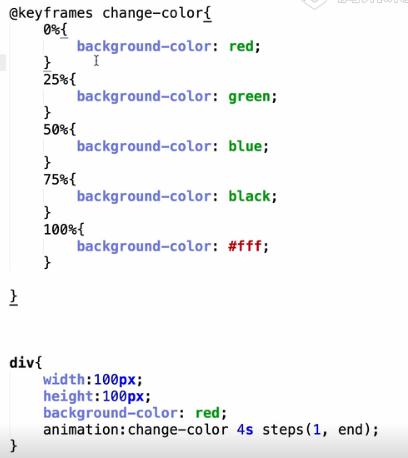 @keyframes change-color{
0%{
background-color: red;
}
25%{
background-color: green;
}
50%{
background-color: blue;
}
75%{
background-color: black;
}
100%{
background-color: #fff;
}
}
div{
width:100px;
height:100px;
background-color: red;
animation:change-color 4s steps(1, end);
}